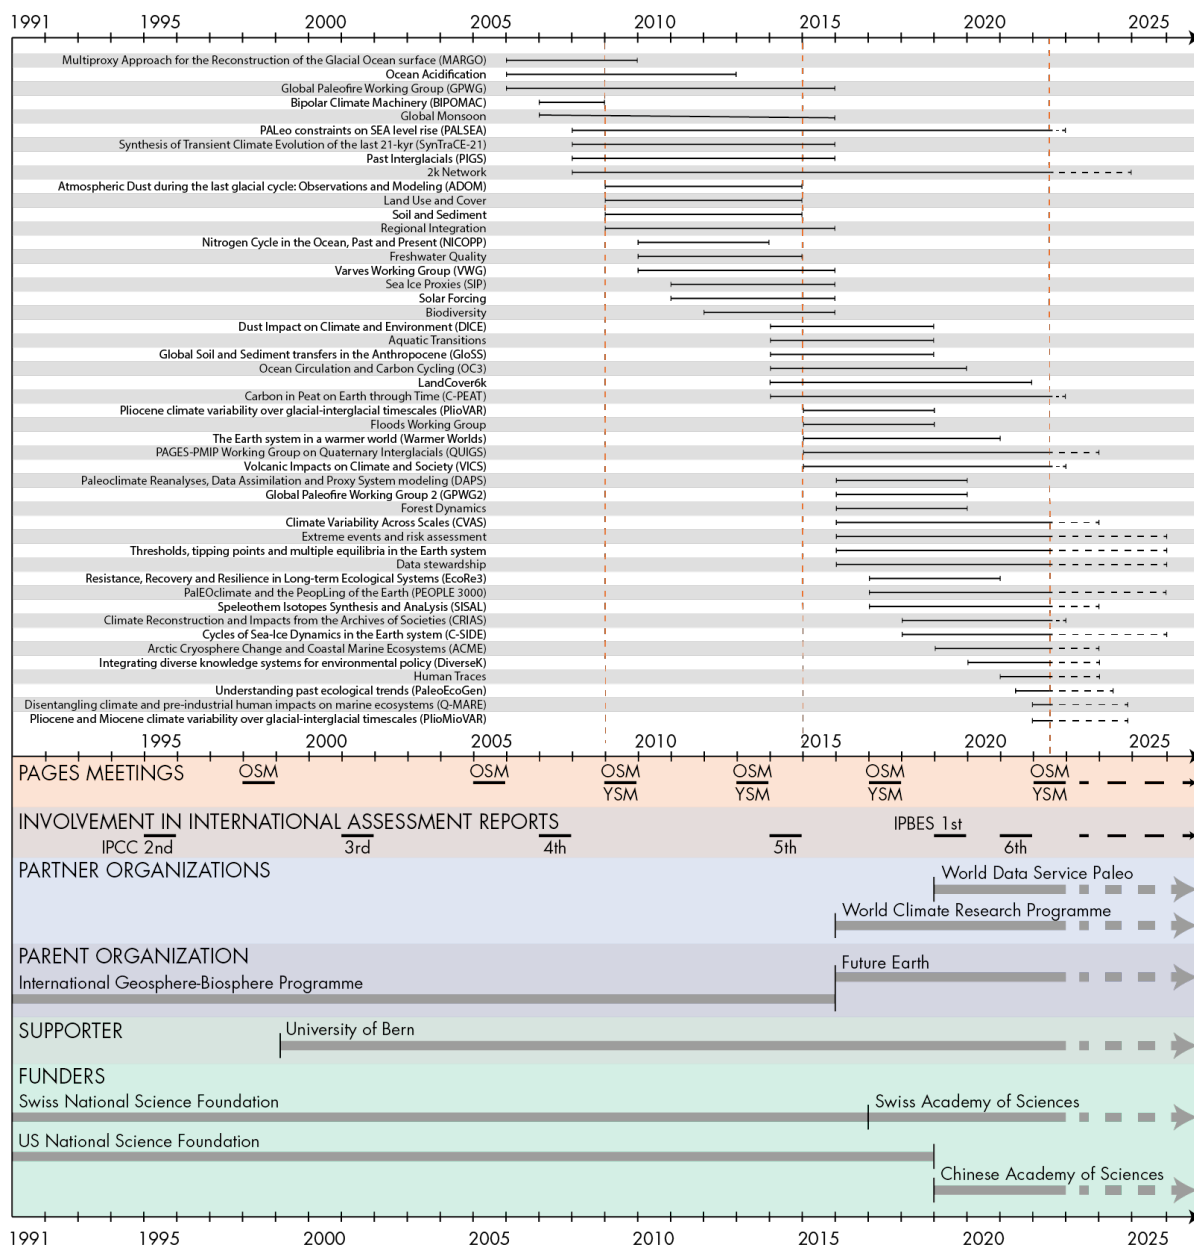 1991 1995 2000 2005 2010 2015 2020 2025
Multiproxy Approach for the Reconstruction of the Glacial Ocean surface (MARGO)
Ocean Acidification
Global Paleofire Working Group (GPWG)
Bipolar Climate Machinery (BIPOMAC)
Global Monsoon
PALeo constraints on SEA level rise (PALSEA)
Synthesis of Transient Climate Evolution of the last 21-kyr (SynTraCE-21)
Past Interglacials (PIGS)
2k Network
Atmospheric Dust during the last glacial cycle: Observations and Modeling (ADOM)
Land Use and Cover
Soil and Sediment
Regional Integration
Nitrogen Cycle in the Ocean, Past and Present (NICOPP)
Freshwater Quality
Varves Working Group (VWG)
Sea Ice Proxies (SIP)
Solar Forcing
Biodiversity
Dust Impact on Climate and Environment (DICE)
Aquatic Transitions
Global Soil and Sediment transfers in the Anthropocene (GloSS)
Ocean Circulation and Carbon Cycling (OC3)
LandCover6k
Carbon in Peat on Earth through Time (C-PEAT)
Pliocene climate variability over glacial-interglacial timescales (PlioVAR)
Floods Working Group
The Earth system in a warmer world (Warmer Worlds)
PAGES-PMIP Working Group on Quaternary Interglacials (QUIGS)
Volcanic Impacts on Climate and Society (VICS)
Paleoclimate Reanalyses, Data Assimilation and Proxy System modeling (DAPS)
Global Paleofire Working Group 2 (GPWG2)
Forest Dynamics
Climate Variability Across Scales (CVAS)
Extreme events and risk assessment
Thresholds, tipping points and multiple equilibria in the Earth system
Data stewardship
Resistance, Recovery and Resilience in Long-term Ecological Systems (EcoRe3)
PalEOclimate and the PeopLing of the Earth (PEOPLE 3000)
Speleothem Isotopes Synthesis and AnaLysis (SISAL)
Climate Reconstruction and Impacts from the Archives of Societies (CRIAS)
Cycles of Sea-Ice Dynamics in the Earth system (C-SIDE)
Arctic Cryosphere Change and Coastal Marine Ecosystems (ACME)
Integrating diverse knowledge systems for environmental policy (DiverseK)
Human Traces
Understanding past ecological trends (PaleoEcoGen)
Disentangling climate and pre-industrial human impacts on marine ecosystems (Q-MARE)
Pliocene and Miocene climate variability over glacial-interglacial timescales (PlioMioVAR)
1995 2000 2005 2010 2015 2020 2025
PAGES MEETINGS OSM OSM OSM OSM OSM OSM
YSM YSM YSM YSM
INVOLVEMENT IN INTERNATIONAL ASSESSMENT REPORTS IPBES 1st
IPCC 2nd 3rd 4th 5th 6th
PARTNER ORGANIZATIONS
World Data Service Paleo
World Climate Research Programme
PARENT ORGANIZATION
Future Earth
International Geosphere-Biosphere Programme
SUPPORTER
University of Bern
FUNDERS
Swiss National Science Foundation Swiss Academy of Sciences
US National Science Foundation
Chinese Academy of Sciences
1991 1995 2000 2005 2010 2015 2020 2025